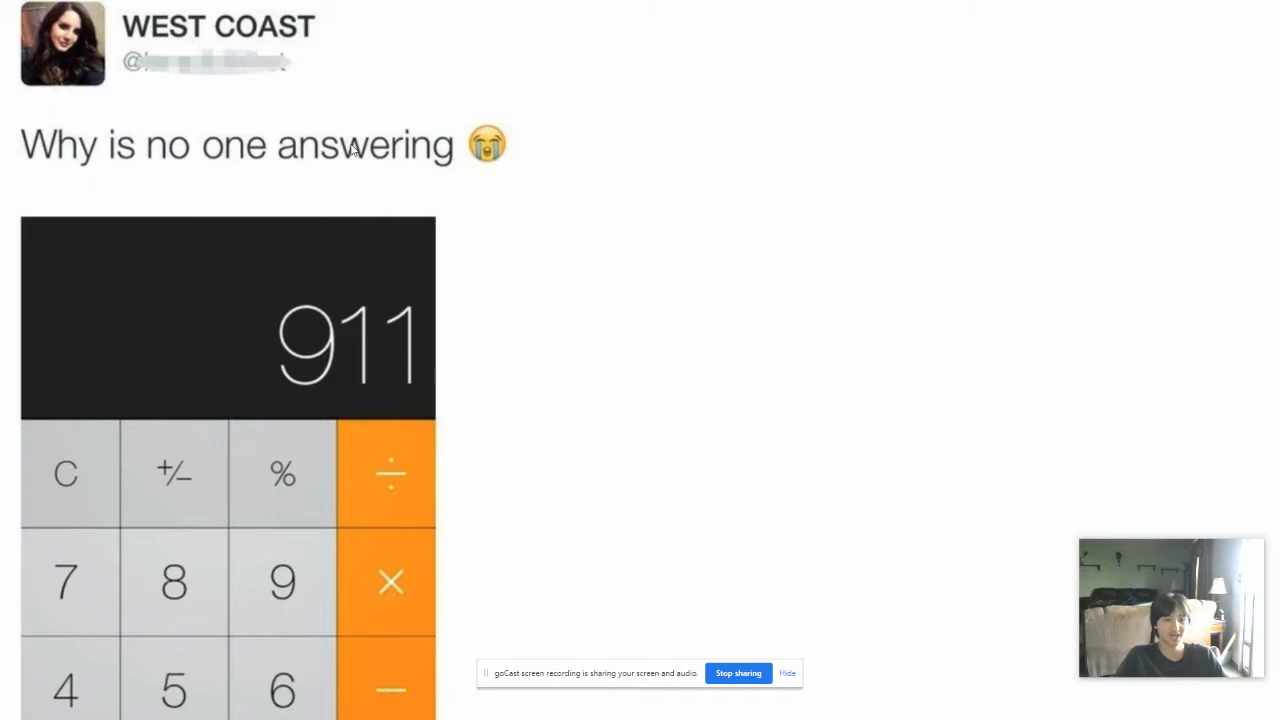 WEST COAST
@
Why is no one answering 😭
911
C +/− % ÷
7 8 9 ×
4 5 6 −
goCast screen recording is sharing your screen and audio. Stop sharing Hide